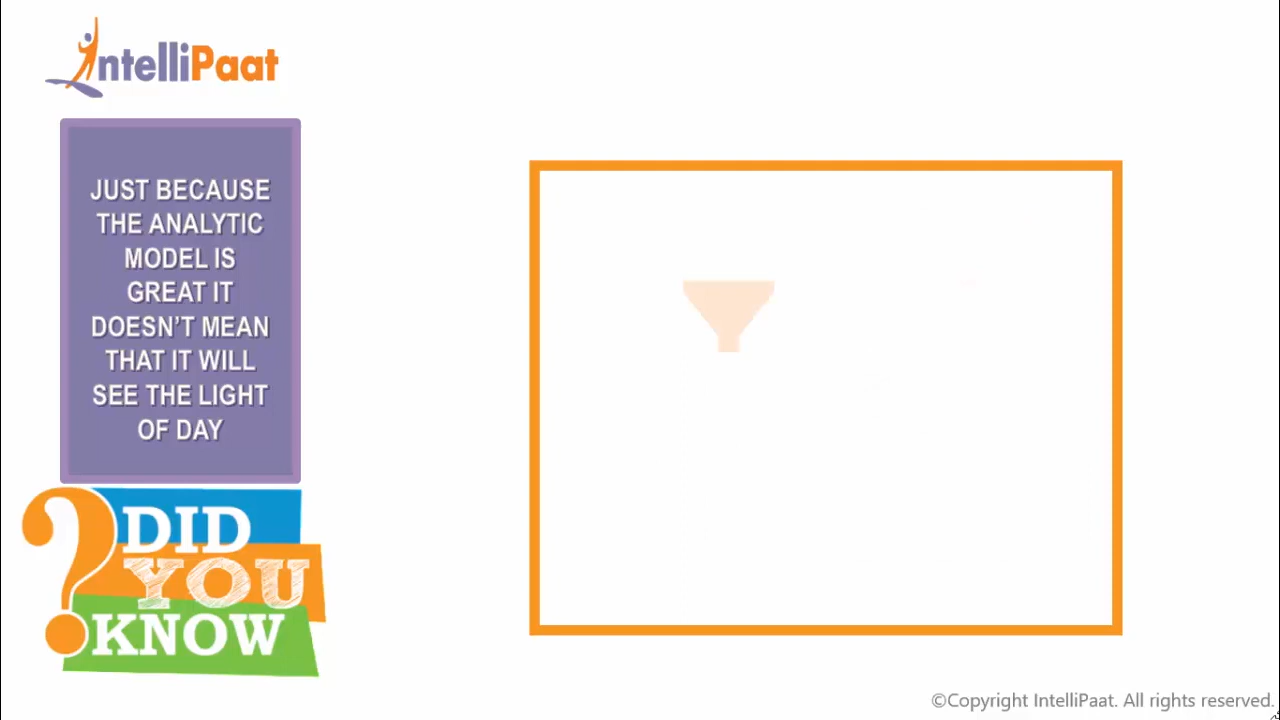 IntelliPaat
JUST BECAUSE
THE ANALYTIC
MODEL IS
GREAT IT
DOESN'T MEAN
THAT IT WILL
SEE THE LIGHT
OF DAY
? DID
YOU
KNOW
©Copyright IntelliPaat. All rights reserved.